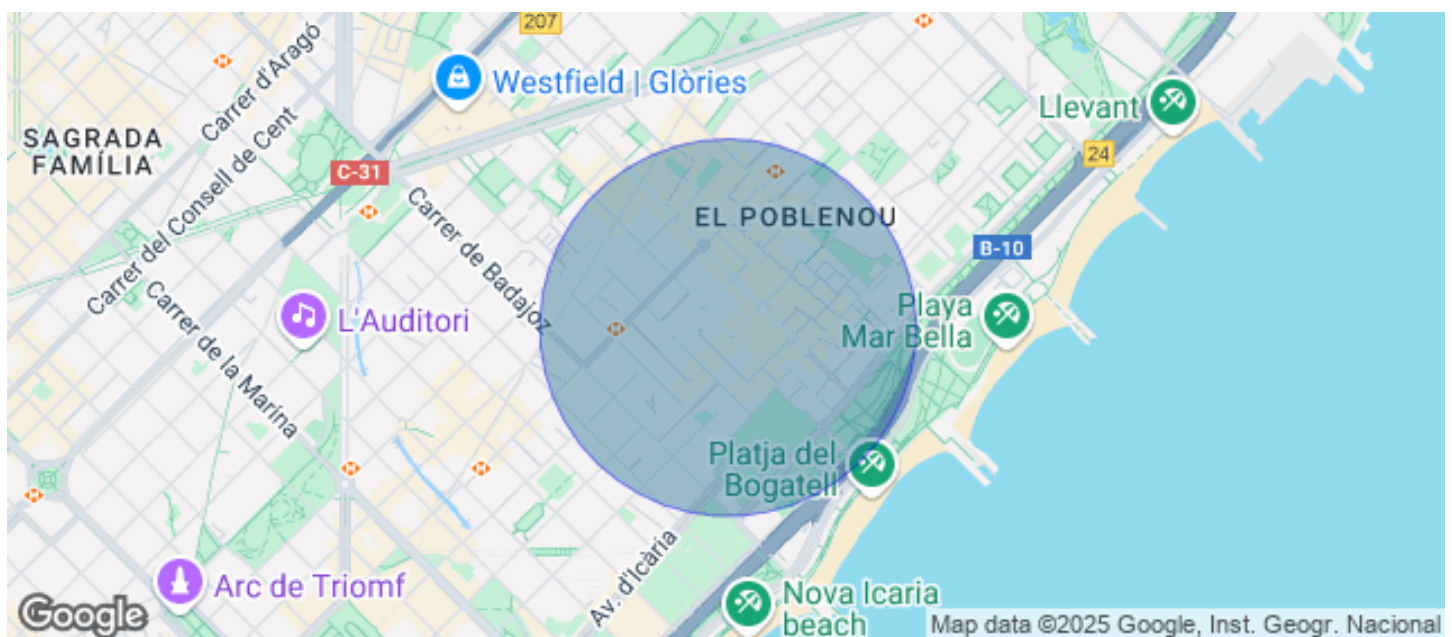 207
Westfield | Glòries
Carrer d'Aragó
Llevant
SAGRADA
FAMÍLIA
24
C-31
Carrer del Consell de Cent
EL POBLENOU
Carrer de Badajoz
B-10
L'Auditori
Playa
Mar Bella
Carrer de la Marina
Platja del
Bogatell
Av. d'Icària
Arc de Triomf
Nova Icaria
beach
Google
Map data ©2025 Google, Inst. Geogr. Nacional